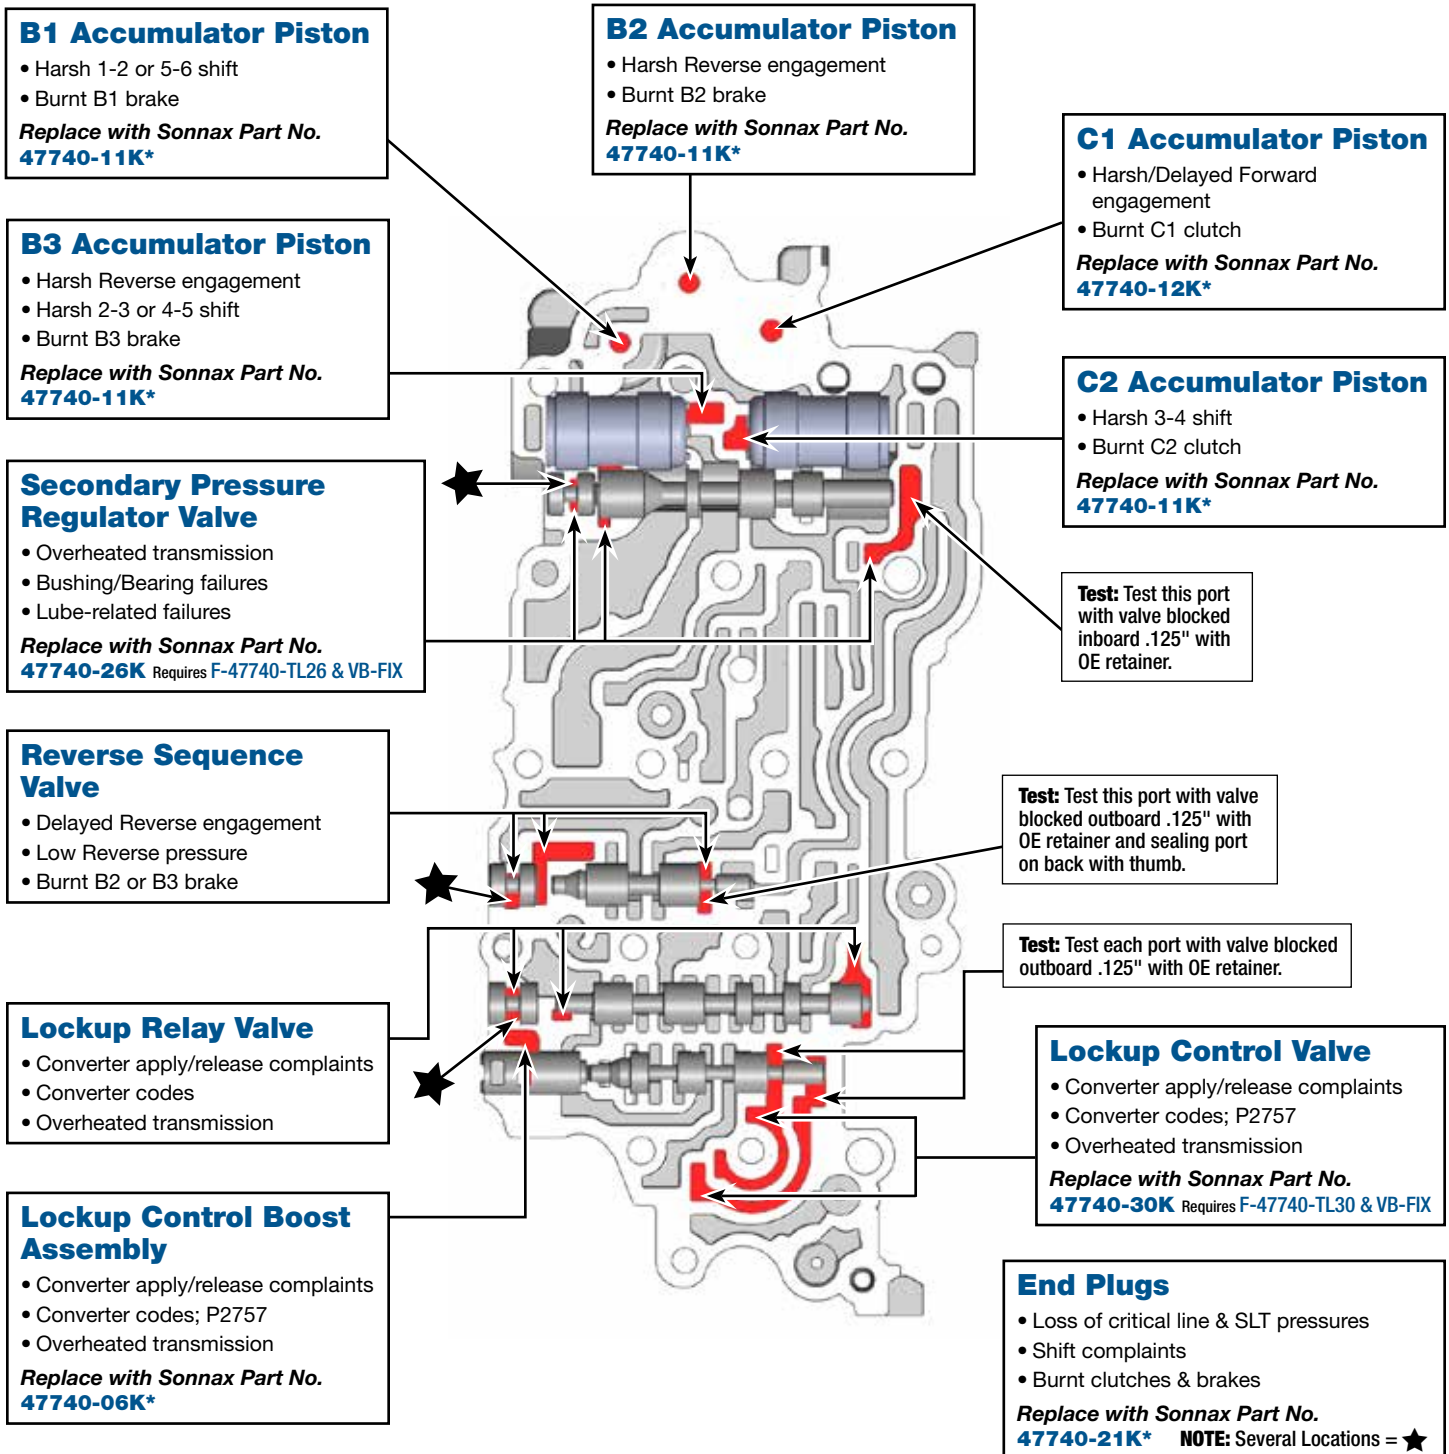 B1 Accumulator Piston
• Harsh 1-2 or 5-6 shift
• Burnt B1 brake
Replace with Sonnax Part No.
47740-11K*
B2 Accumulator Piston
• Harsh Reverse engagement
• Burnt B2 brake
Replace with Sonnax Part No.
47740-11K*
C1 Accumulator Piston
• Harsh/Delayed Forward
engagement
• Burnt C1 clutch
Replace with Sonnax Part No.
47740-12K*
B3 Accumulator Piston
• Harsh Reverse engagement
• Harsh 2-3 or 4-5 shift
• Burnt B3 brake
Replace with Sonnax Part No.
47740-11K*
C2 Accumulator Piston
• Harsh 3-4 shift
• Burnt C2 clutch
Replace with Sonnax Part No.
47740-11K*
Secondary Pressure
Regulator Valve
• Overheated transmission
• Bushing/Bearing failures
• Lube-related failures
Replace with Sonnax Part No.
47740-26K Requires F-47740-TL26 & VB-FIX
Test: Test this port
with valve blocked
inboard .125" with
OE retainer.
Reverse Sequence
Valve
• Delayed Reverse engagement
• Low Reverse pressure
• Burnt B2 or B3 brake
Test: Test this port with valve
blocked outboard .125" with
OE retainer and sealing port
on back with thumb.
Test: Test each port with valve blocked
outboard .125" with OE retainer.
Lockup Relay Valve
• Converter apply/release complaints
• Converter codes
• Overheated transmission
Lockup Control Valve
• Converter apply/release complaints
• Converter codes; P2757
• Overheated transmission
Replace with Sonnax Part No.
47740-30K Requires F-47740-TL30 & VB-FIX
Lockup Control Boost
Assembly
• Converter apply/release complaints
• Converter codes; P2757
• Overheated transmission
Replace with Sonnax Part No.
47740-06K*
End Plugs
• Loss of critical line & SLT pressures
• Shift complaints
• Burnt clutches & brakes
Replace with Sonnax Part No.
47740-21K* NOTE: Several Locations = ★